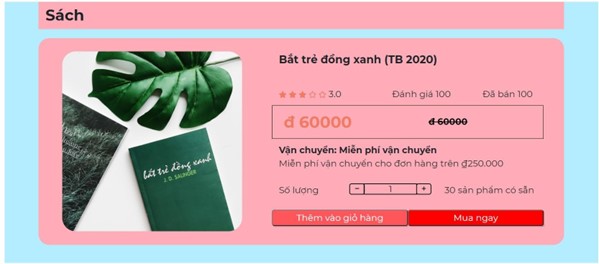 Sách
Bắt trẻ đồng xanh (TB 2020)
3.0 Đánh giá 100 Đã bán 100
đ 60000 đ 60000
Vận chuyển: Miễn phí vận chuyển
Miễn phí vận chuyển cho đơn hàng trên ₫250.000
Số lượng - 1 + 30 sản phẩm có sẵn
Thêm vào giỏ hàng Mua ngay
bắt trẻ đồng xanh
J. D. SALINGER